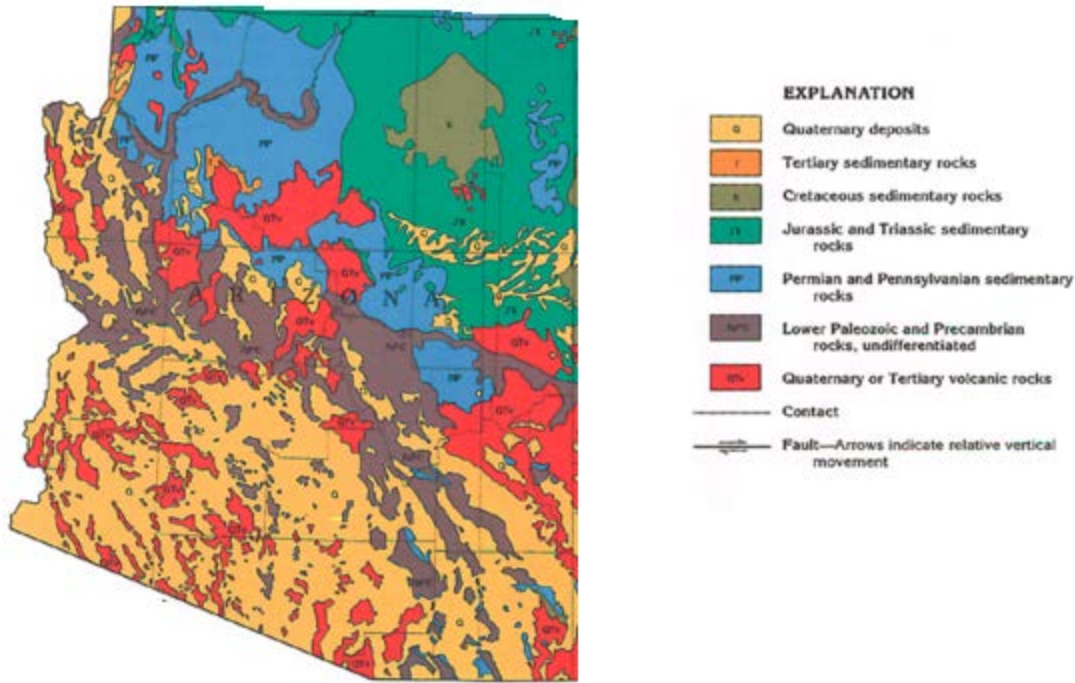 ARIZONA
EXPLANATION
Q Quaternary deposits
T Tertiary sedimentary rocks
K Cretaceous sedimentary rocks
Jurassic and Triassic sedimentary
rocks
Permian and Pennsylvanian sedimentary
rocks
Lower Paleozoic and Precambrian
rocks, undifferentiated
QTv Quaternary or Tertiary volcanic rocks
Contact
Fault—Arrows indicate relative vertical
movement